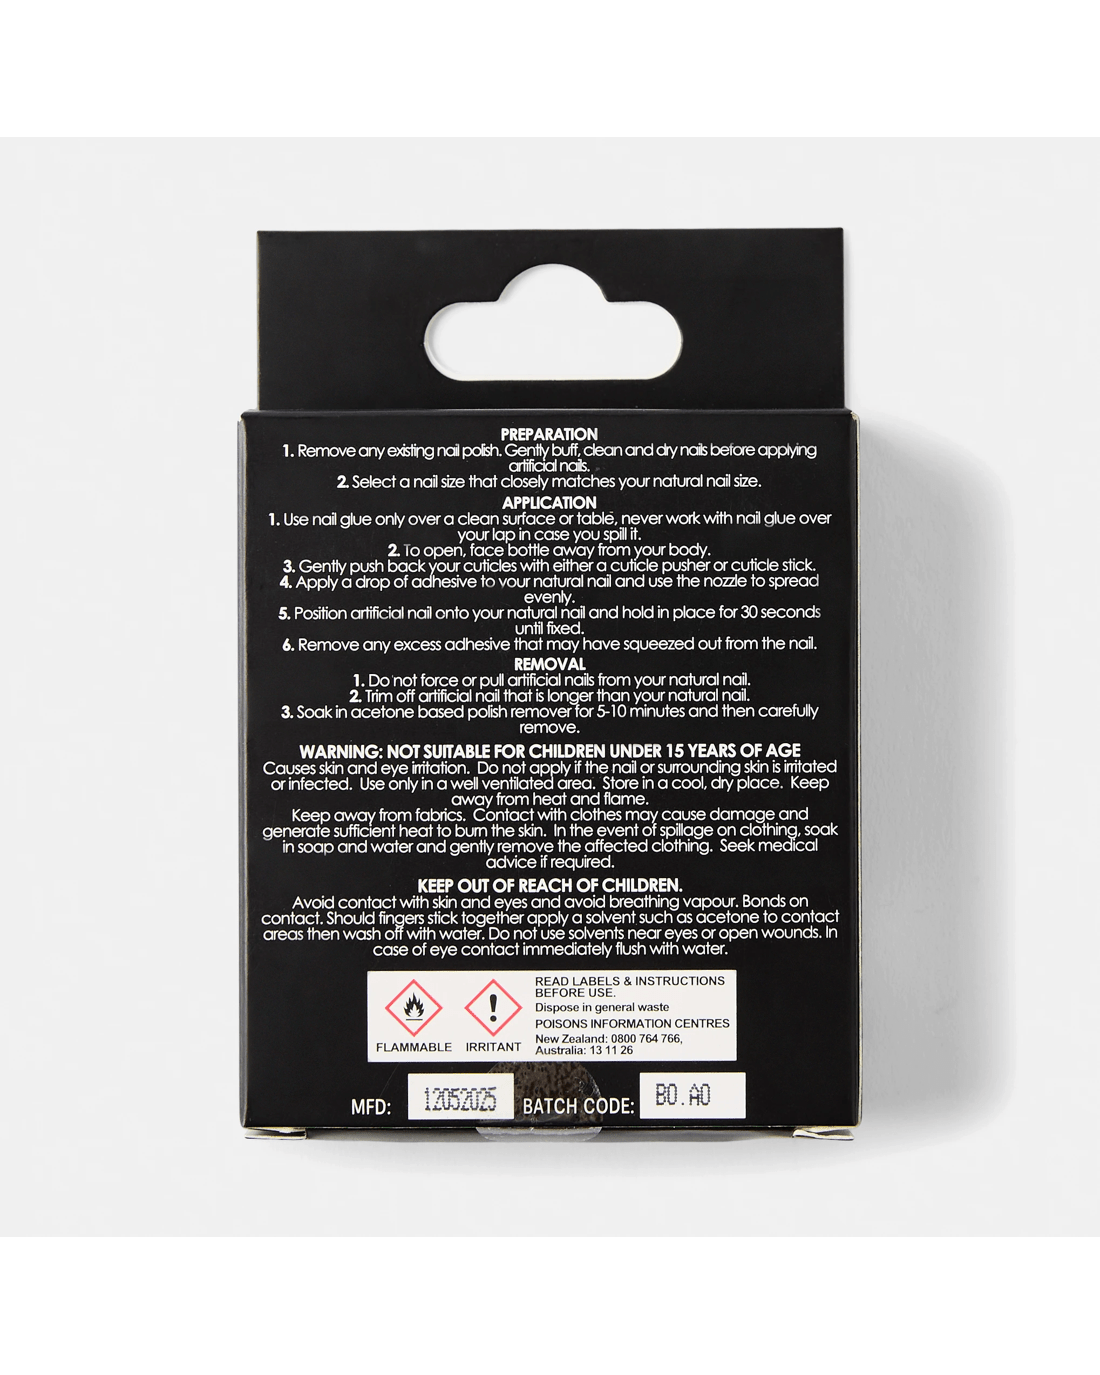 PREPARATION
1. Remove any existing nail polish. Gently buff, clean and dry nails before applying
artificial nails.
2. Select a nail size that closely matches your natural nail size.
APPLICATION
1. Use nail glue only over a clean surface or table, never work with nail glue over
your lap in case you spill it.
2. To open, face bottle away from your body.
3. Gently push back your cuticles with either a cuticle pusher or cuticle stick.
4. Apply a drop of adhesive to your natural nail and use the nozzle to spread
evenly.
5. Position artificial nail onto your natural nail and hold in place for 30 seconds
until fixed.
6. Remove any excess adhesive that may have squeezed out from the nail.
REMOVAL
1. Do not force or pull artificial nails from your natural nail.
2. Trim off artificial nail that is longer than your natural nail.
3. Soak in acetone based polish remover for 5-10 minutes and then carefully
remove.
WARNING: NOT SUITABLE FOR CHILDREN UNDER 15 YEARS OF AGE
Causes skin and eye irritation. Do not apply if the nail or surrounding skin is irritated
or infected. Use only in a well ventilated area. Store in a cool, dry place. Keep
away from heat and flame.
Keep away from fabrics. Contact with clothes may cause damage and
generate sufficient heat to burn the skin. In the event of spillage on clothing, soak
in soap and water and gently remove the affected clothing. Seek medical
advice if required.
KEEP OUT OF REACH OF CHILDREN.
Avoid contact with skin and eyes and avoid breathing vapour. Bonds on
contact. Should fingers stick together apply a solvent such as acetone to contact
areas then wash off with water. Do not use solvents near eyes or open wounds. In
case of eye contact immediately flush with water.
FLAMMABLE IRRITANT
READ LABELS & INSTRUCTIONS
BEFORE USE.
Dispose in general waste
POISONS INFORMATION CENTRES
New Zealand: 0800 764 766,
Australia: 13 11 26
MFD: 12052025 BATCH CODE: BO.AO